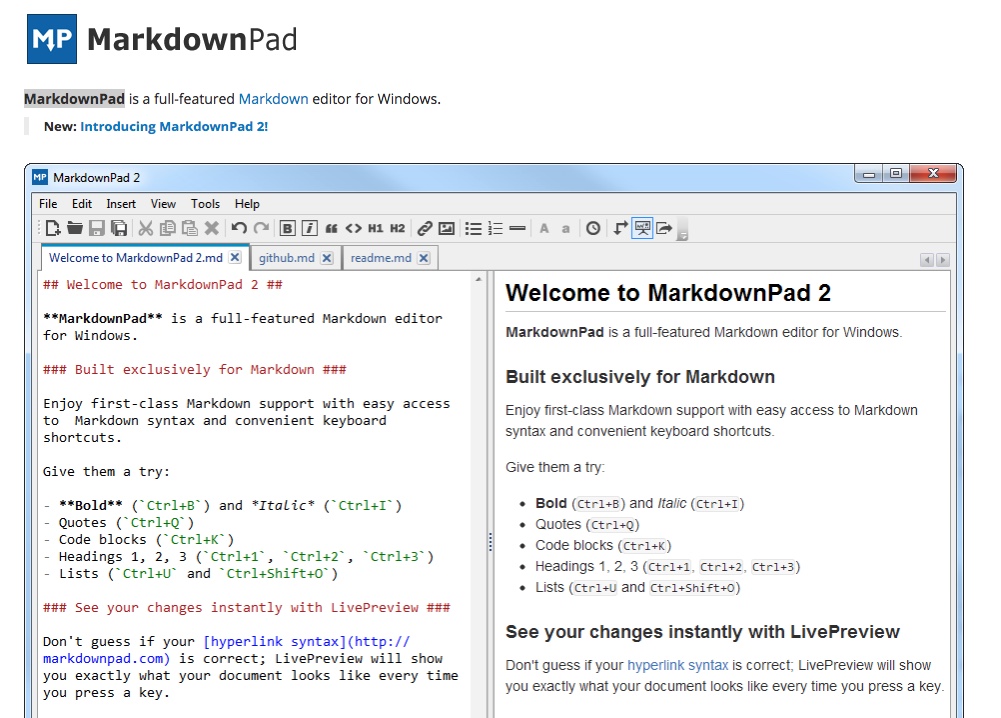 MP MarkdownPad
MarkdownPad is a full-featured Markdown editor for Windows.
New: Introducing MarkdownPad 2!
MP MarkdownPad 2
File Edit Insert View Tools Help
B i “ <> H1 H2 A a
Welcome to MarkdownPad 2.md github.md readme.md
## Welcome to MarkdownPad 2 ##
**MarkdownPad** is a full-featured Markdown editor
for Windows.
### Built exclusively for Markdown ###
Enjoy first-class Markdown support with easy access
to  Markdown syntax and convenient keyboard
shortcuts.
Give them a try:
- **Bold** (`Ctrl+B`) and *Italic* (`Ctrl+I`)
- Quotes (`Ctrl+Q`)
- Code blocks (`Ctrl+K`)
- Headings 1, 2, 3 (`Ctrl+1`, `Ctrl+2`, `Ctrl+3`)
- Lists (`Ctrl+U` and `Ctrl+Shift+O`)
### See your changes instantly with LivePreview ###
Don't guess if your [hyperlink syntax](http://
markdownpad.com) is correct; LivePreview will show
you exactly what your document looks like every time
you press a key.
Welcome to MarkdownPad 2
MarkdownPad is a full-featured Markdown editor for Windows.
Built exclusively for Markdown
Enjoy first-class Markdown support with easy access to Markdown
syntax and convenient keyboard shortcuts.
Give them a try:
• Bold (Ctrl+B) and Italic (Ctrl+I)
• Quotes (Ctrl+Q)
• Code blocks (Ctrl+K)
• Headings 1, 2, 3 (Ctrl+1, Ctrl+2, Ctrl+3)
• Lists (Ctrl+U and Ctrl+Shift+O)
See your changes instantly with LivePreview
Don't guess if your hyperlink syntax is correct; LivePreview will show
you exactly what your document looks like every time you press a key.